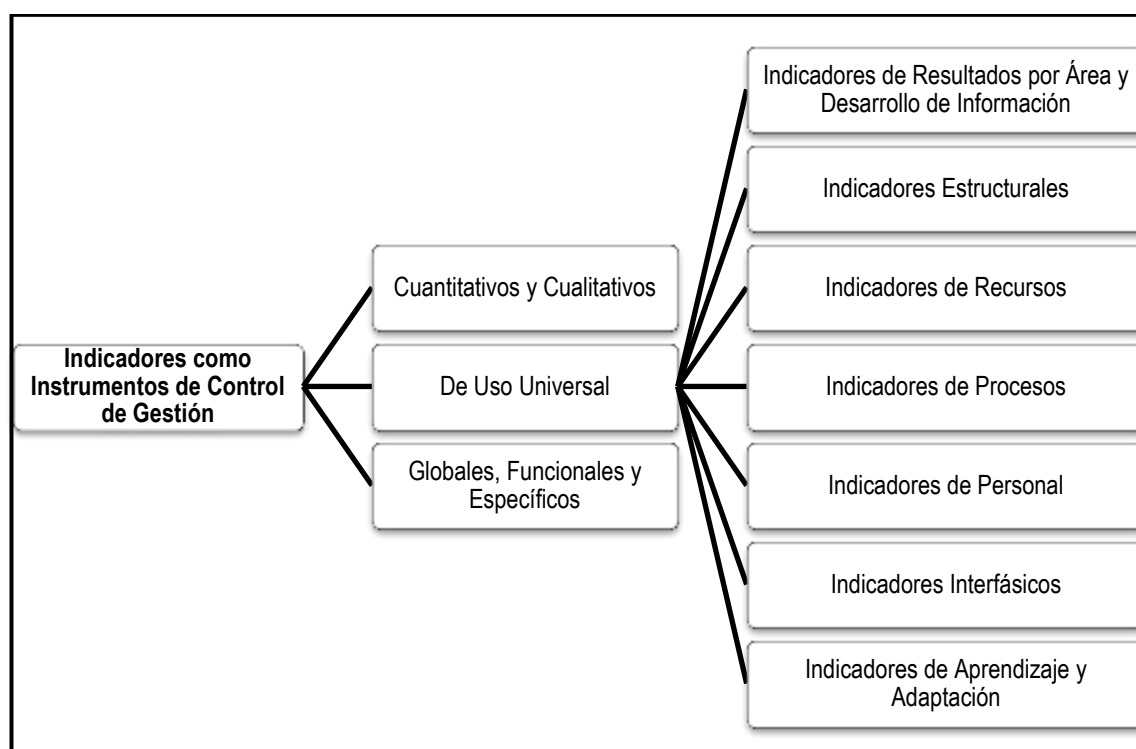 Indicadores como
Instrumentos de Control
de Gestión
Cuantitativos y Cualitativos
De Uso Universal
Globales, Funcionales y
Específicos
Indicadores de Resultados por Área y
Desarrollo de Información
Indicadores Estructurales
Indicadores de Recursos
Indicadores de Procesos
Indicadores de Personal
Indicadores Interfásicos
Indicadores de Aprendizaje y
Adaptación